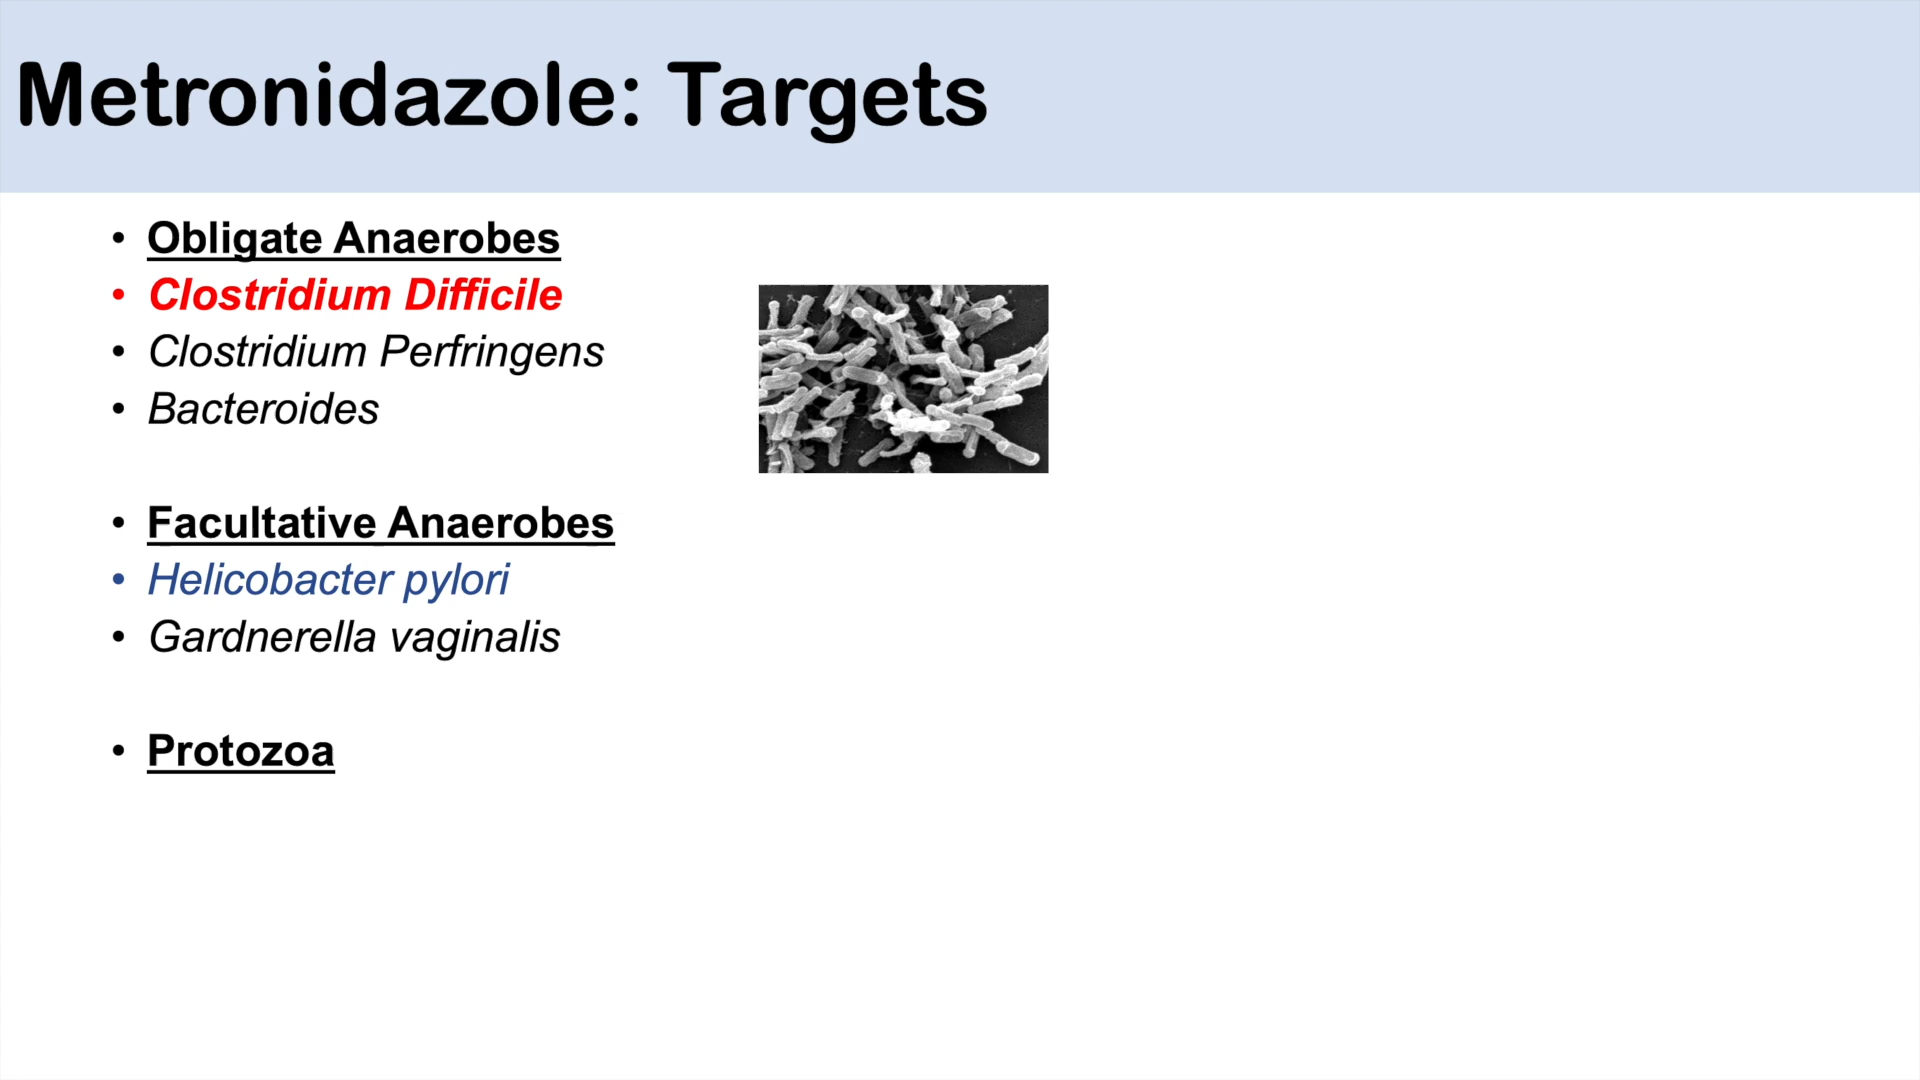 Metronidazole: Targets
• Obligate Anaerobes
• Clostridium Difficile
• Clostridium Perfringens
• Bacteroides
• Facultative Anaerobes
• Helicobacter pylori
• Gardnerella vaginalis
• Protozoa